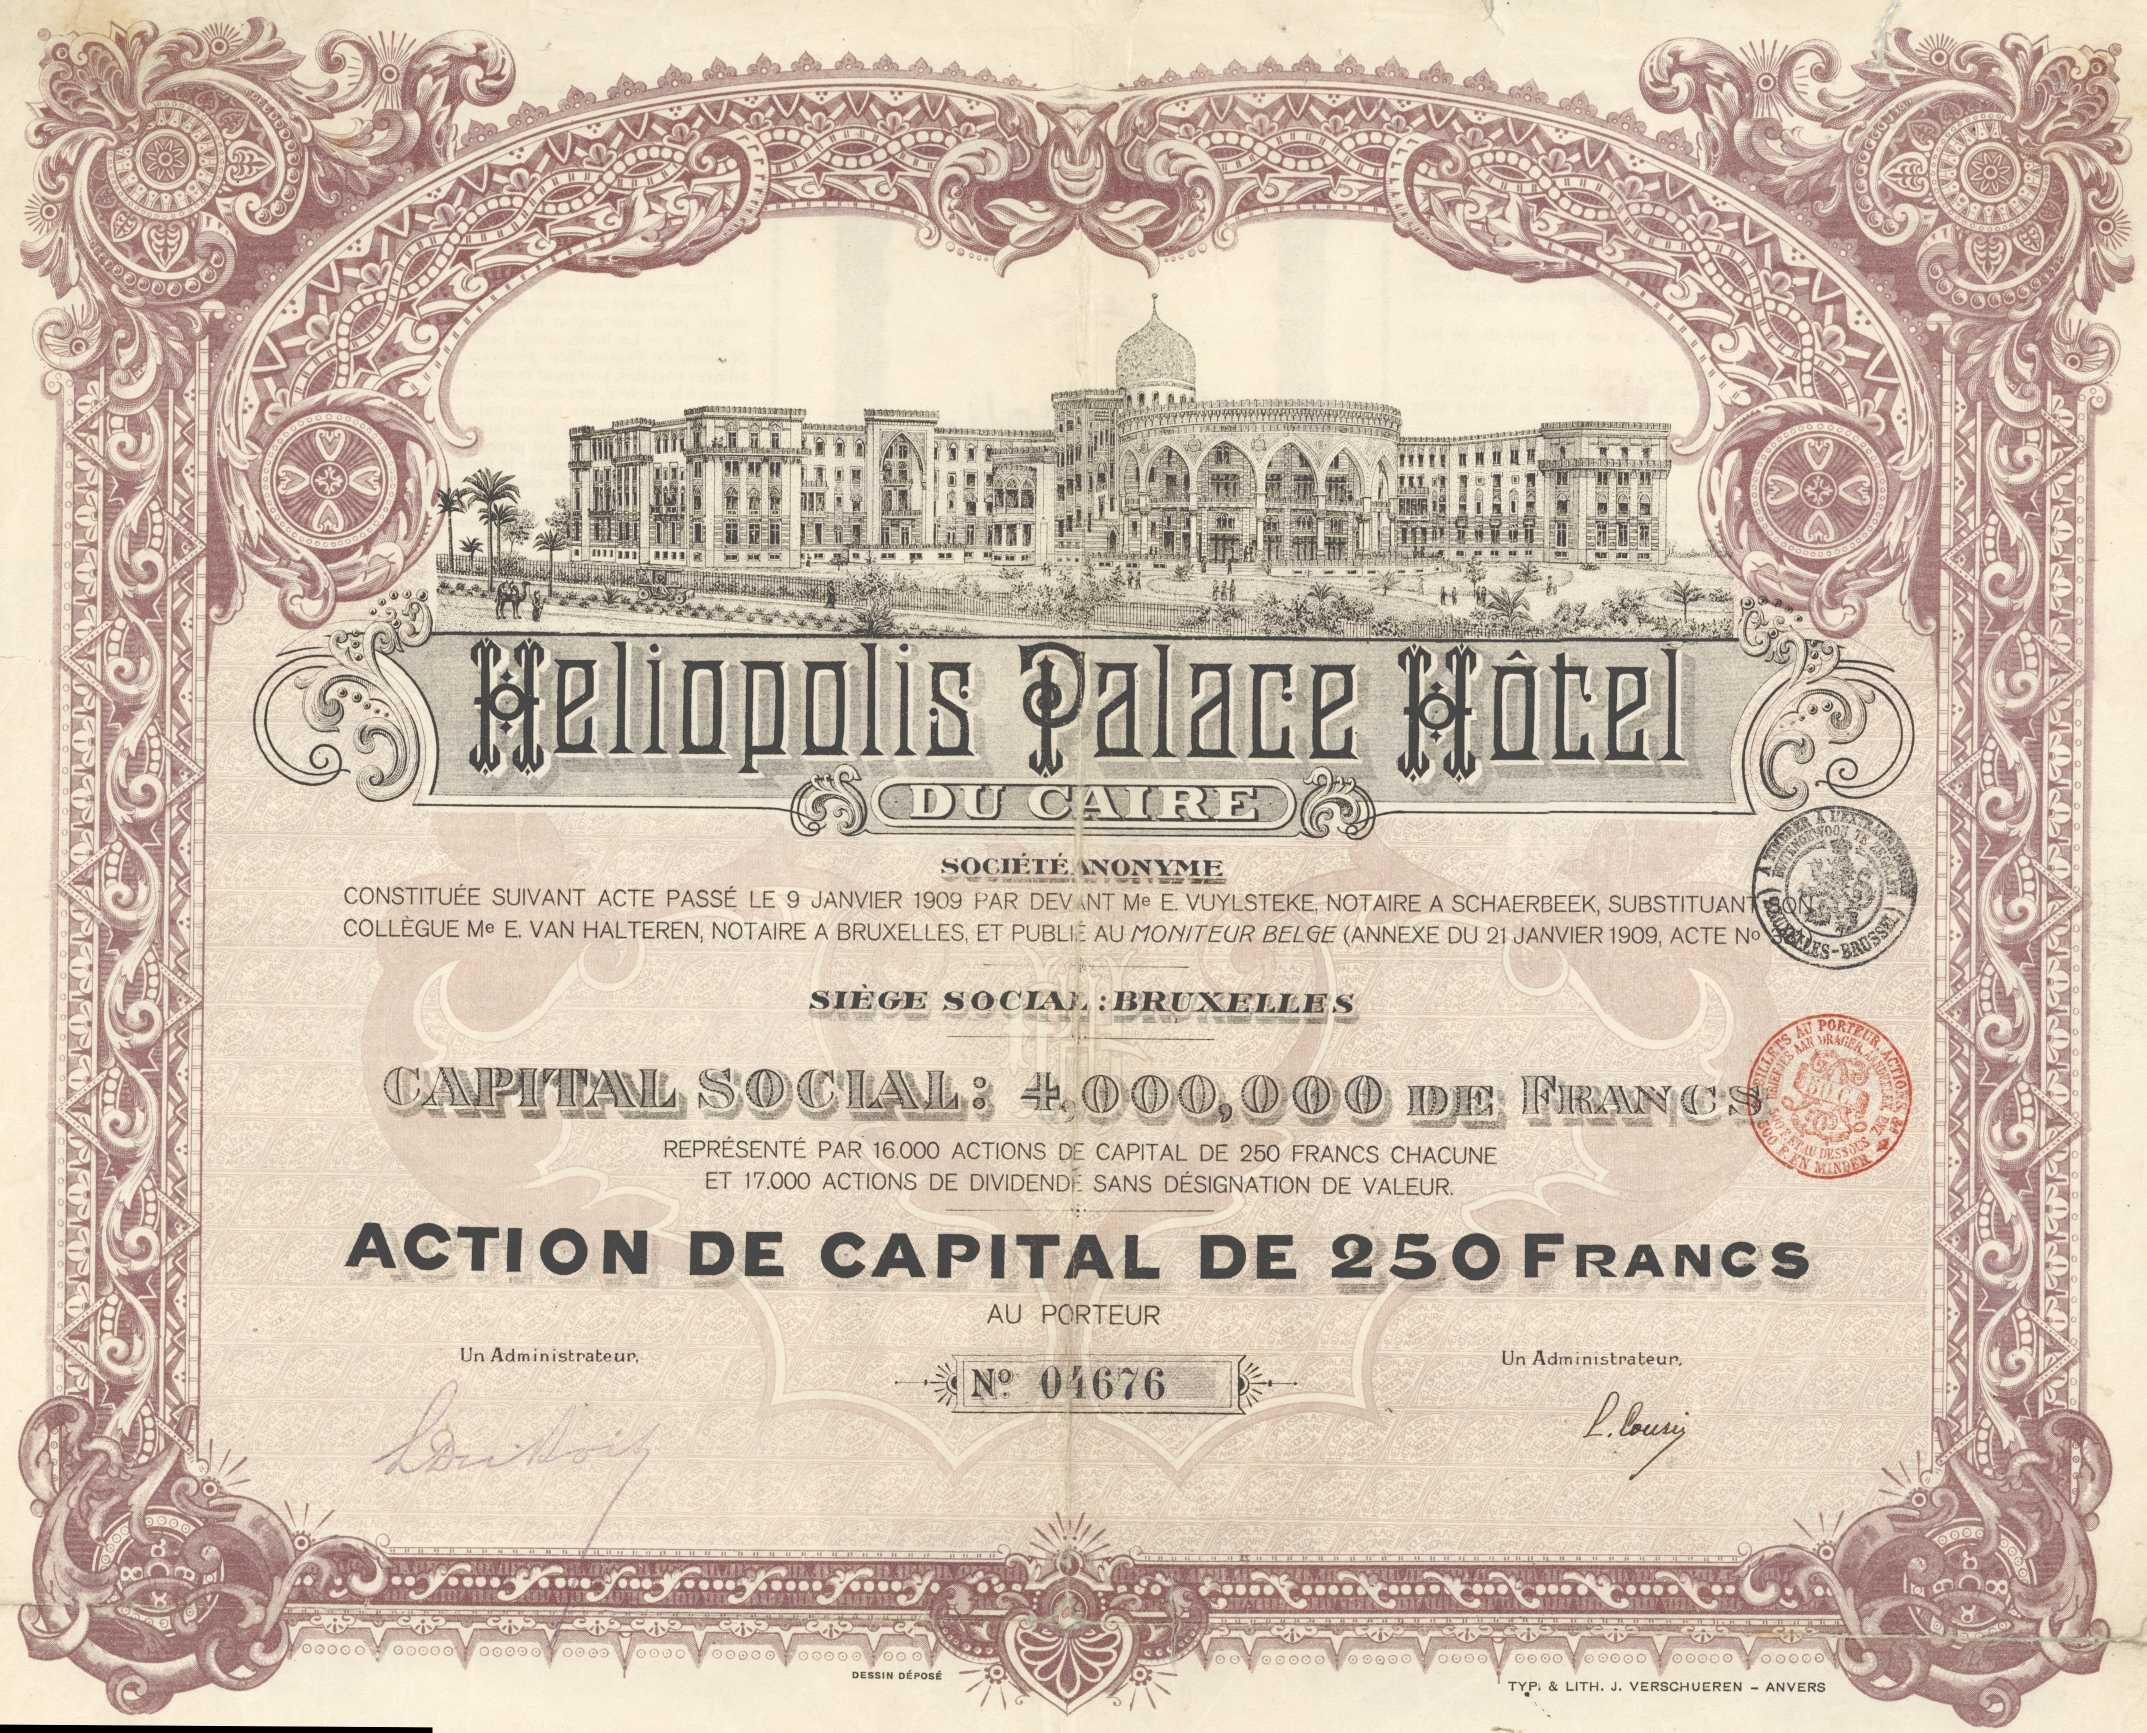 Heliopolis Palace Hôtel
DU CAIRE
SOCIÉTÉ ANONYME
CONSTITUÉE SUIVANT ACTE PASSÉ LE 9 JANVIER 1909 PAR DEVANT Me E. VUYLSTEKE, NOTAIRE A SCHAERBEEK, SUBSTITUANT SON
COLLÈGUE Me E. VAN HALTEREN, NOTAIRE A BRUXELLES, ET PUBLIÉ AU MONITEUR BELGE (ANNEXE DU 21 JANVIER 1909, ACTE No
SIÈGE SOCIAL: BRUXELLES
CAPITAL SOCIAL: 4,000,000 DE FRANCS
REPRÉSENTÉ PAR 16.000 ACTIONS DE CAPITAL DE 250 FRANCS CHACUNE
ET 17.000 ACTIONS DE DIVIDENDE SANS DÉSIGNATION DE VALEUR.
ACTION DE CAPITAL DE 250 FRANCS
AU PORTEUR
Un Administrateur,
Un Administrateur,
No 04676
L. Cousin
DESSIN DÉPOSÉ
TYP. & LITH. J. VERSCHUEREN – ANVERS